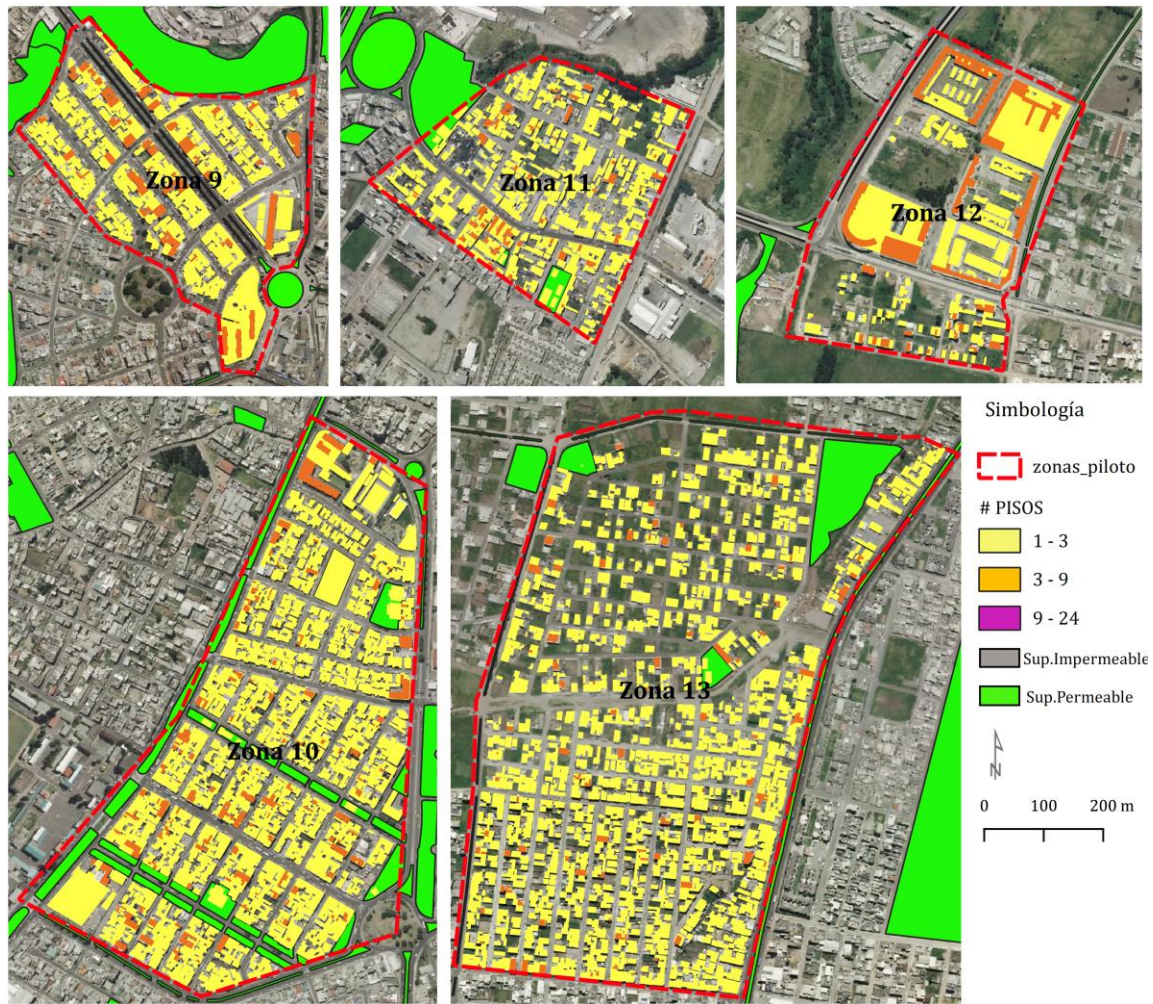 Zona 9
Zona 11
Zona 12
Zona 10
Zona 13
Simbología
zonas_piloto
# PISOS
1 - 3
3 - 9
9 - 24
Sup.Impermeable
Sup.Permeable
N
0 100 200 m